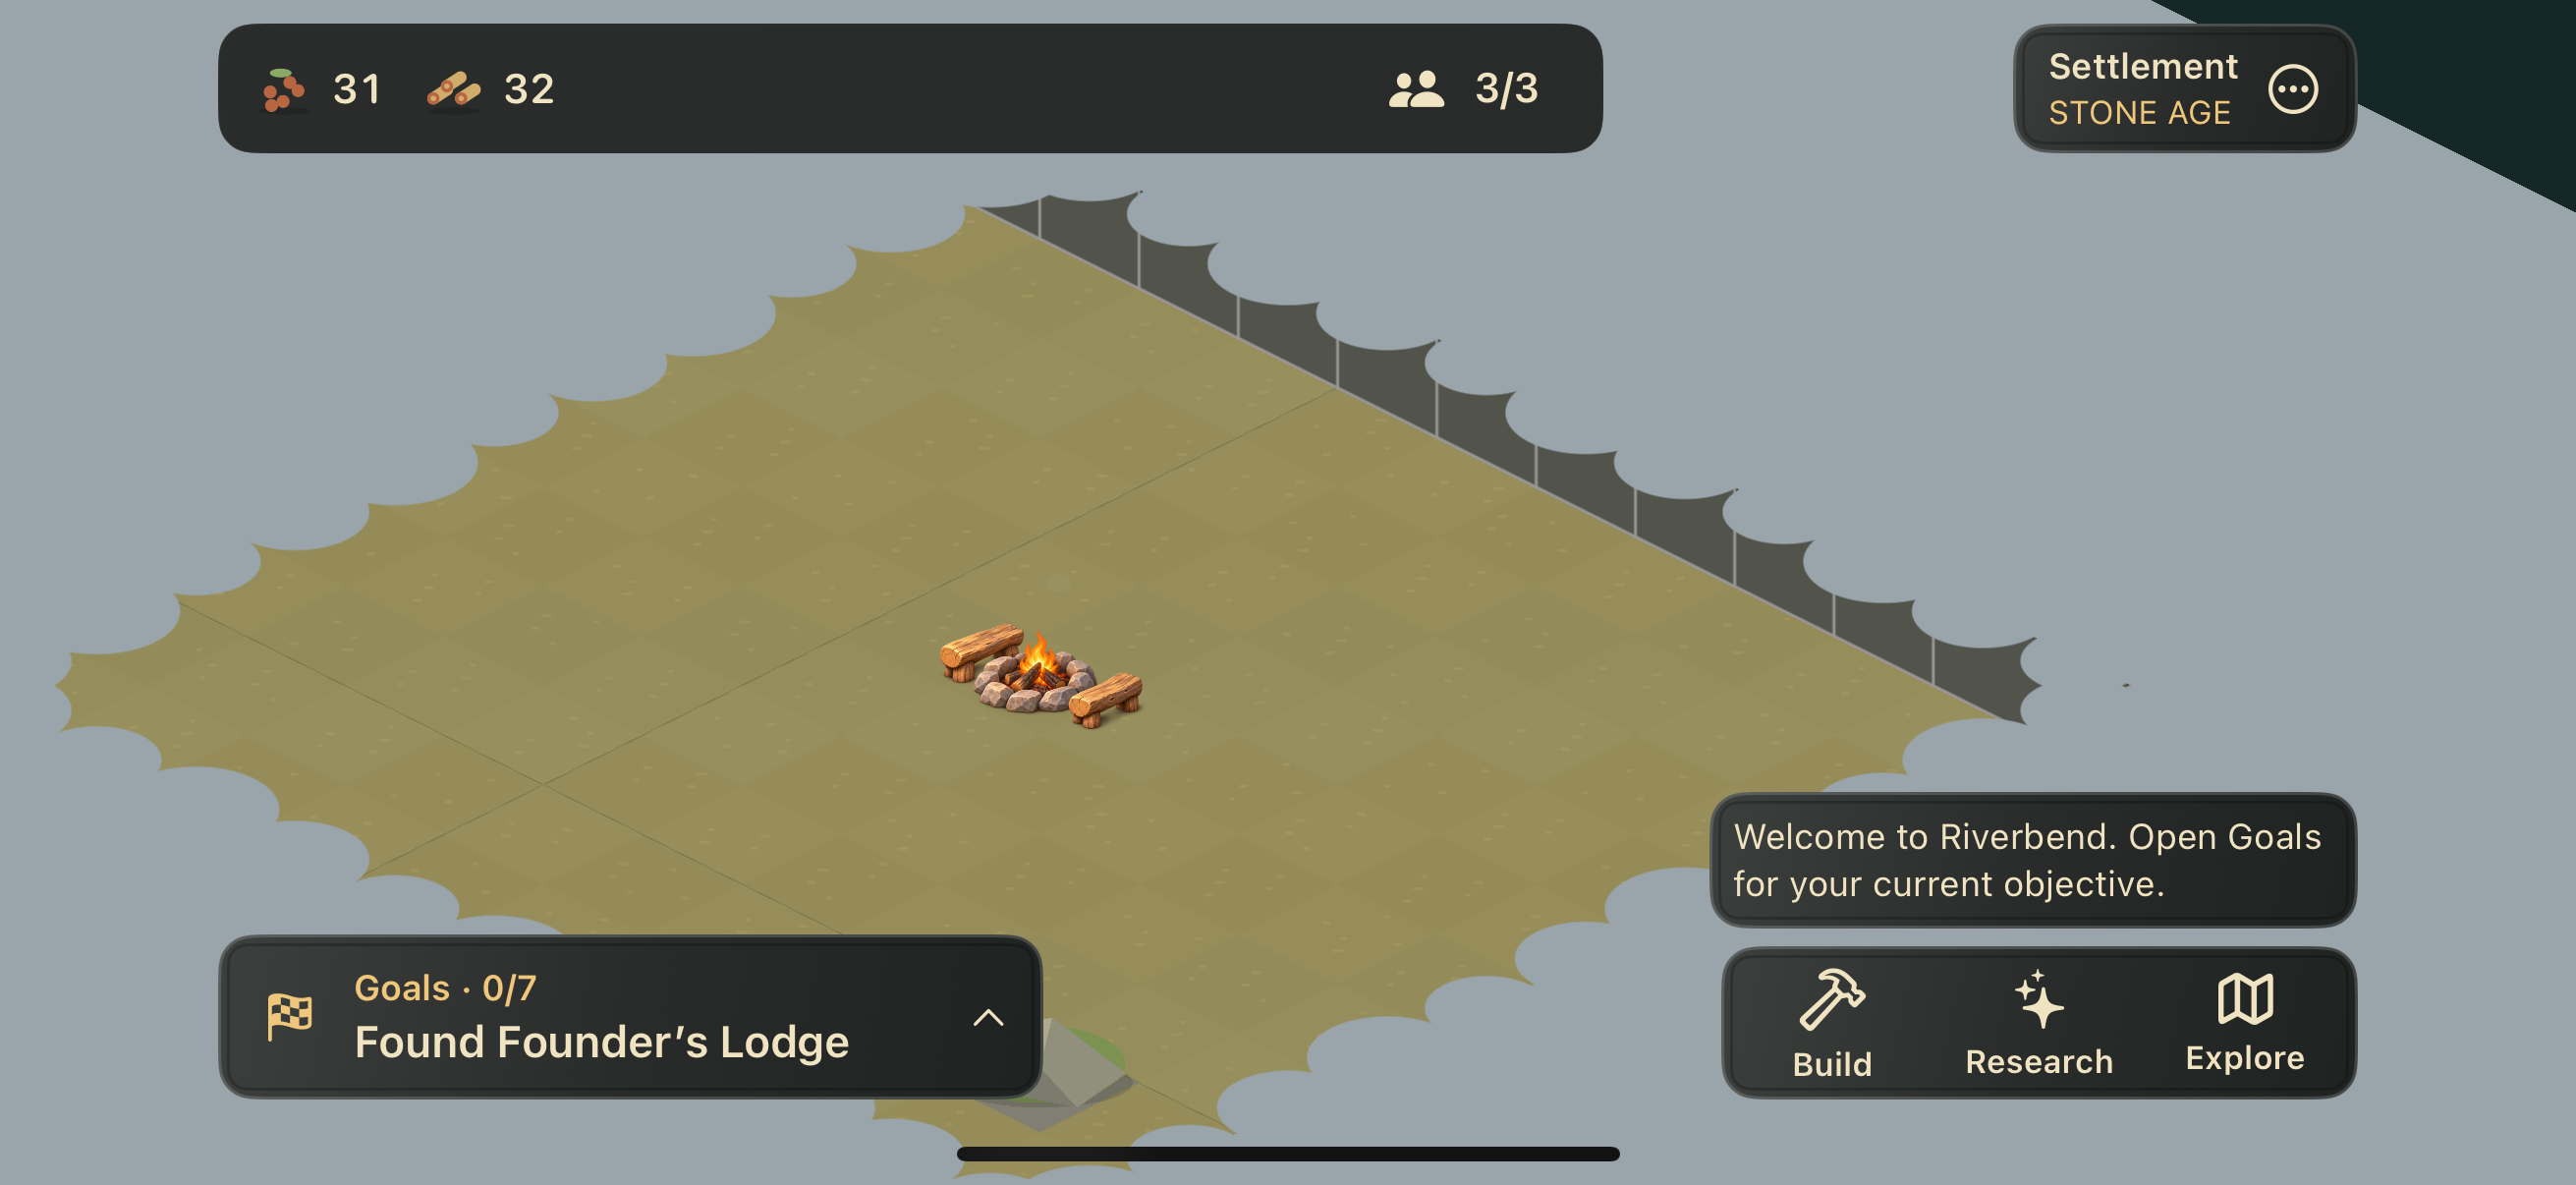 31
32
3/3
Settlement
STONE AGE
Welcome to Riverbend. Open Goals
for your current objective.
Goals · 0/7
Found Founder’s Lodge
Build
Research
Explore